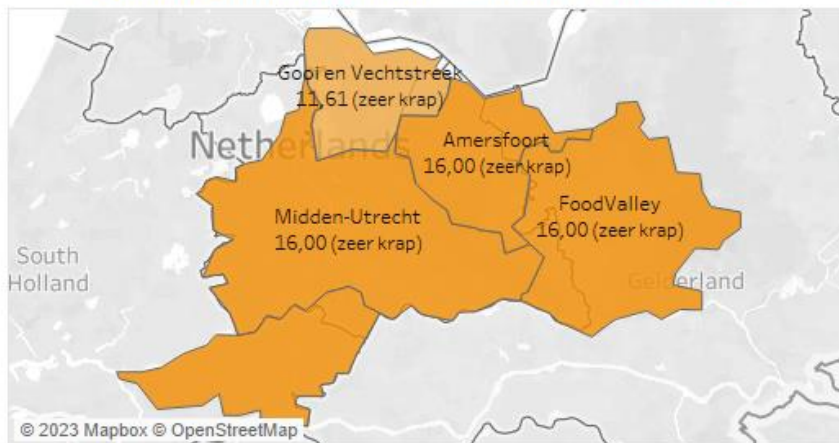 Gooi en Vechtstreek
11,61 (zeer krap)
Netherlands
Amersfoort
16,00 (zeer krap)
FoodValley
16,00 (zeer krap)
Midden-Utrecht
16,00 (zeer krap)
South
Holland
Gelderland
© 2023 Mapbox © OpenStreetMap